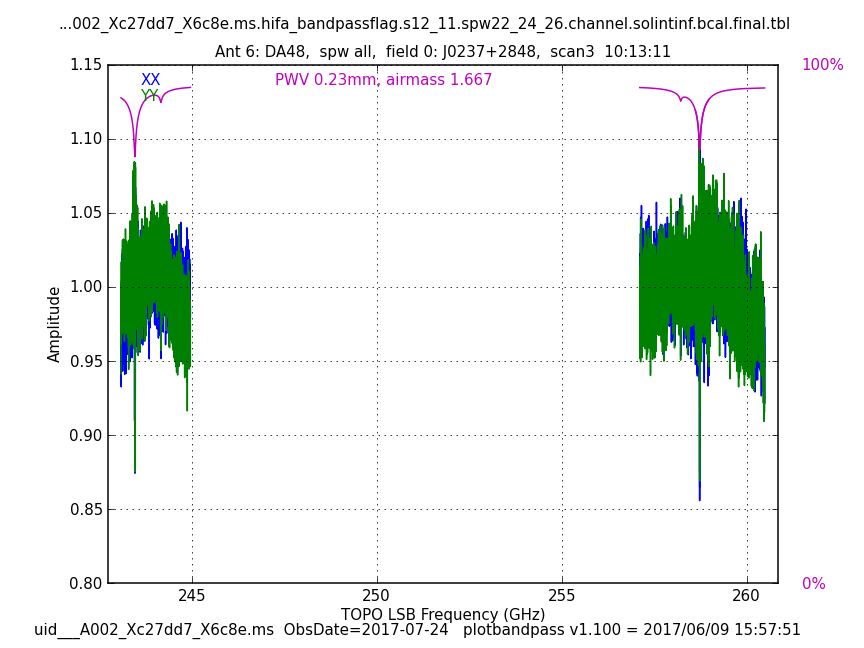 ...002_Xc27dd7_X6c8e.ms.hifa_bandpassflag.s12_11.spw22_24_26.channel.solintinf.bcal.final.tbl
Ant 6: DA48, spw all, field 0: J0237+2848, scan3 10:13:11
1.15
100%
XX
PWV 0.23mm, airmass 1.667
YY
1.10
1.05
1.00
Amplitude
0.95
0.90
0.85
0.80
0%
245
250
255
260
TOPO LSB Frequency (GHz)
uid___A002_Xc27dd7_X6c8e.ms ObsDate=2017-07-24 plotbandpass v1.100 = 2017/06/09 15:57:51